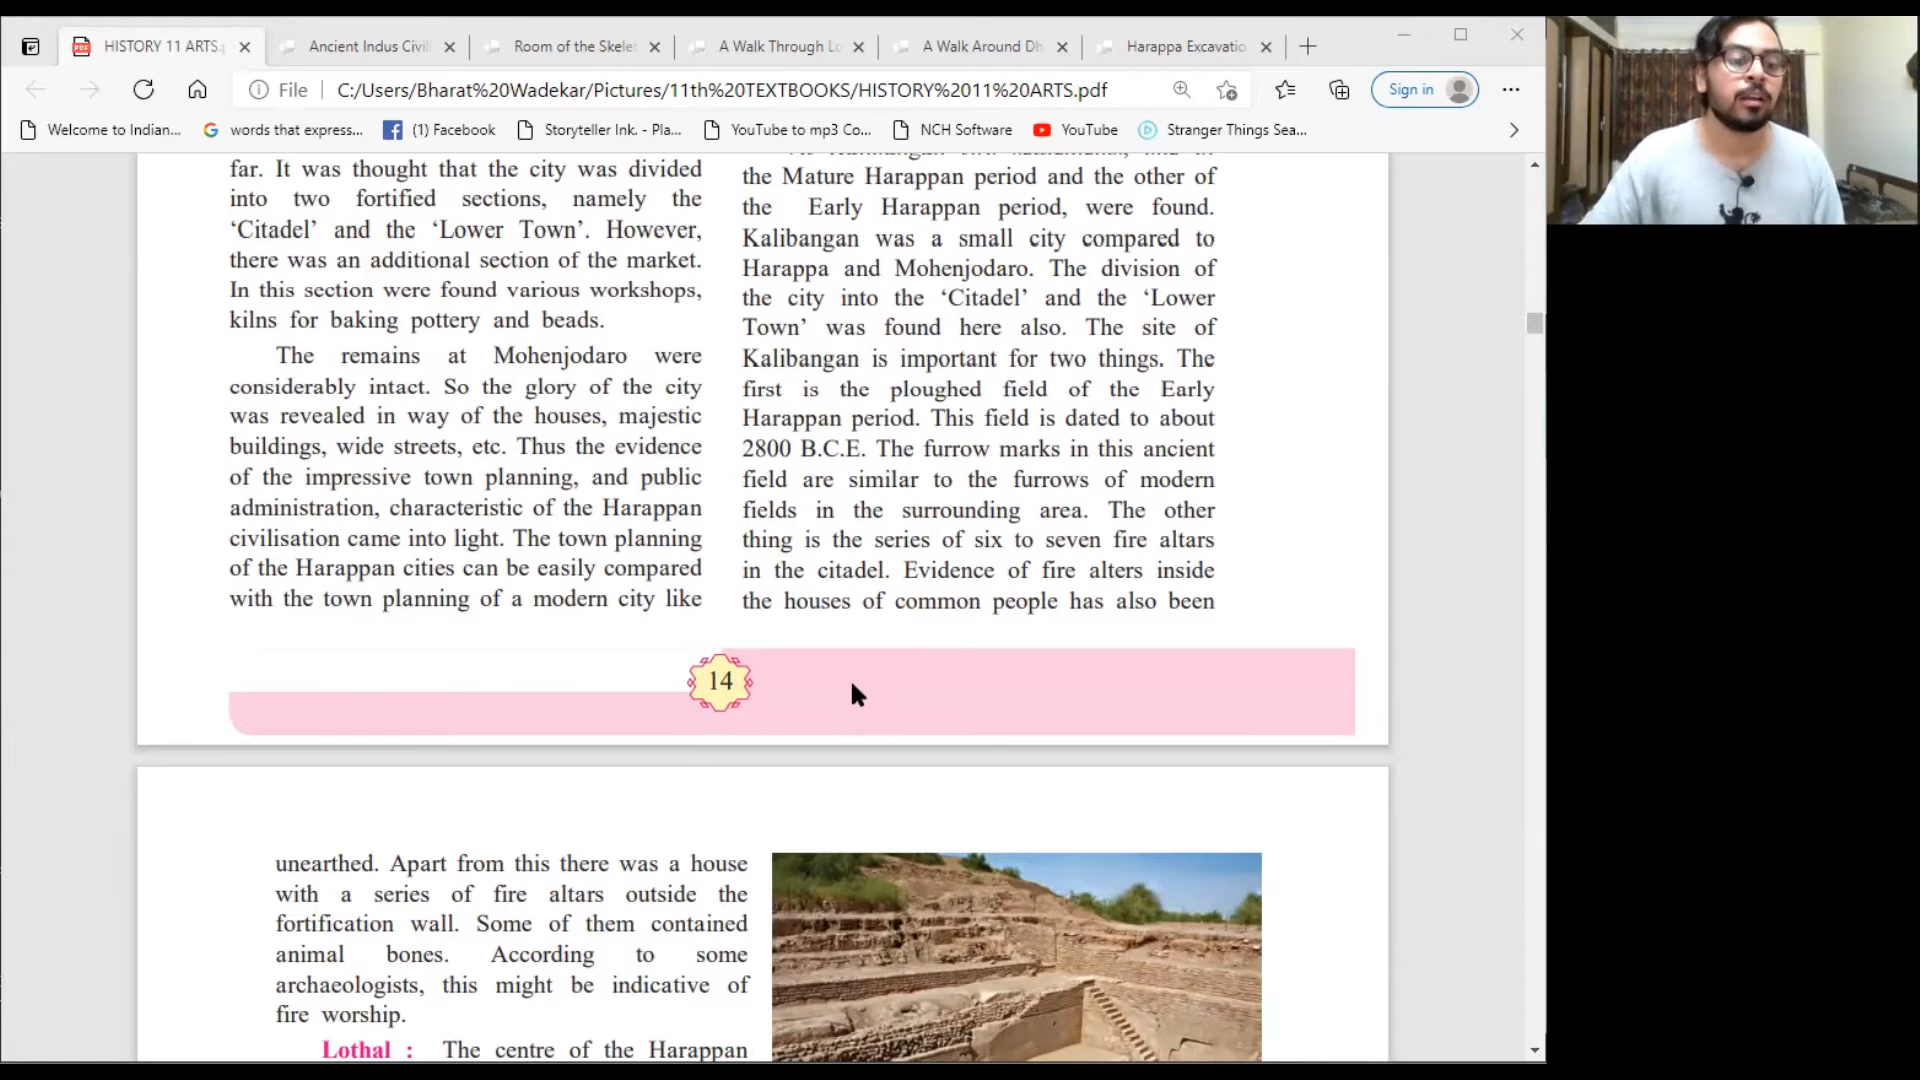 HISTORY 11 ARTS.p
Ancient Indus Civil
Room of the Skelet
A Walk Through Lo
A Walk Around Dh
Harappa Excavatio
File
C:/Users/Bharat%20Wadekar/Pictures/11th%20TEXTBOOKS/HISTORY%2011%20ARTS.pdf
Sign in
Welcome to Indian...
words that express...
(1) Facebook
Storyteller Ink. - Pla...
YouTube to mp3 Co...
NCH Software
YouTube
Stranger Things Sea...
far. It was thought that the city was divided
into two fortified sections, namely the
‘Citadel’ and the ‘Lower Town’. However,
there was an additional section of the market.
In this section were found various workshops,
kilns for baking pottery and beads.
The remains at Mohenjodaro were
considerably intact. So the glory of the city
was revealed in way of the houses, majestic
buildings, wide streets, etc. Thus the evidence
of the impressive town planning, and public
administration, characteristic of the Harappan
civilisation came into light. The town planning
of the Harappan cities can be easily compared
with the town planning of a modern city like
the Mature Harappan period and the other of
the Early Harappan period, were found.
Kalibangan was a small city compared to
Harappa and Mohenjodaro. The division of
the city into the ‘Citadel’ and the ‘Lower
Town’ was found here also. The site of
Kalibangan is important for two things. The
first is the ploughed field of the Early
Harappan period. This field is dated to about
2800 B.C.E. The furrow marks in this ancient
field are similar to the furrows of modern
fields in the surrounding area. The other
thing is the series of six to seven fire altars
in the citadel. Evidence of fire alters inside
the houses of common people has also been
14
unearthed. Apart from this there was a house
with a series of fire altars outside the
fortification wall. Some of them contained
animal bones. According to some
archaeologists, this might be indicative of
fire worship.
Lothal : The centre of the Harappan